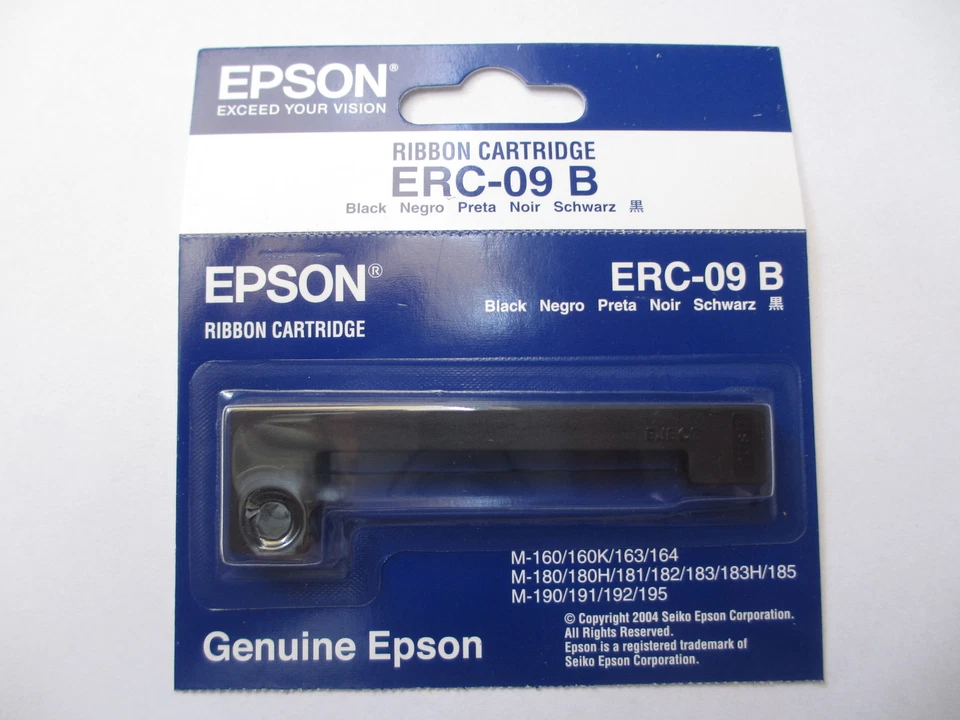 EPSON®
EXCEED YOUR VISION
RIBBON CARTRIDGE
ERC-09 B
Black Negro Preta Noir Schwarz 黒
EPSON®
RIBBON CARTRIDGE
ERC-09 B
Black Negro Preta Noir Schwarz 黒
M-160/160K/163/164
M-180/180H/181/182/183/183H/185
M-190/191/192/195
© Copyright 2004 Seiko Epson Corporation.
All Rights Reserved.
Epson is a registered trademark of
Seiko Epson Corporation.
Genuine Epson